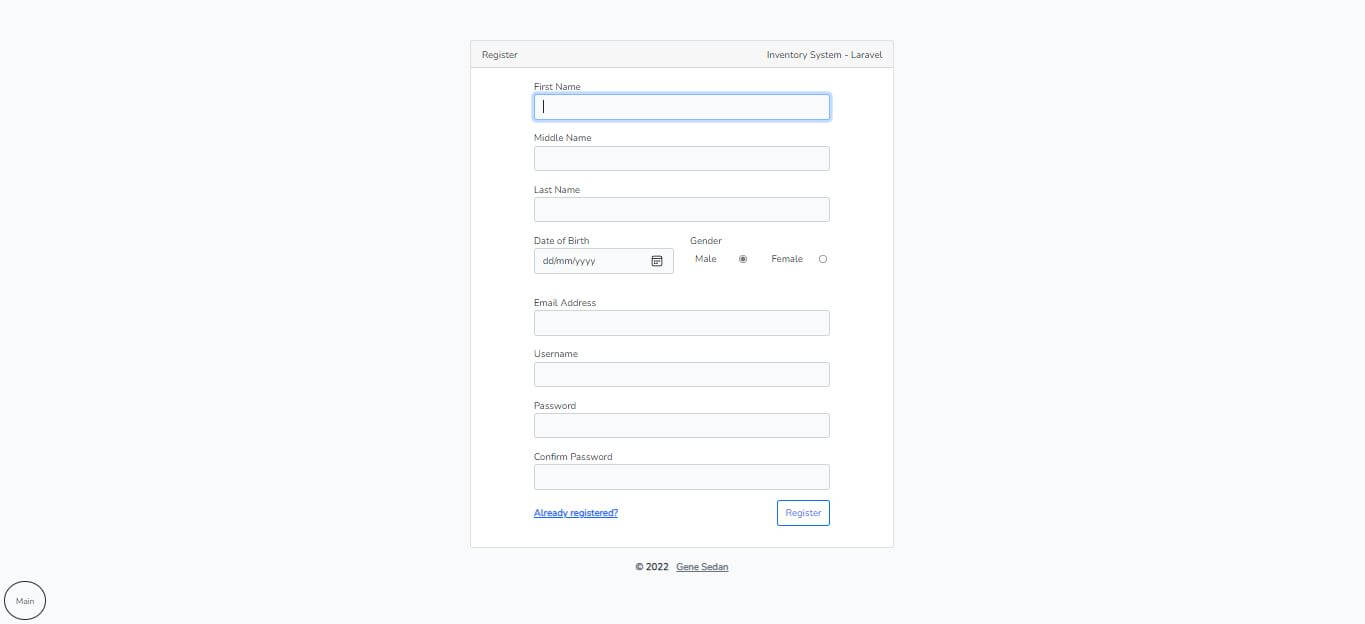 Register Inventory System - Laravel
First Name
Middle Name
Last Name
Date of Birth Gender
dd/mm/yyyy Male Female
Email Address
Username
Password
Confirm Password
Already registered? Register
© 2022 Gene Sedan
Main